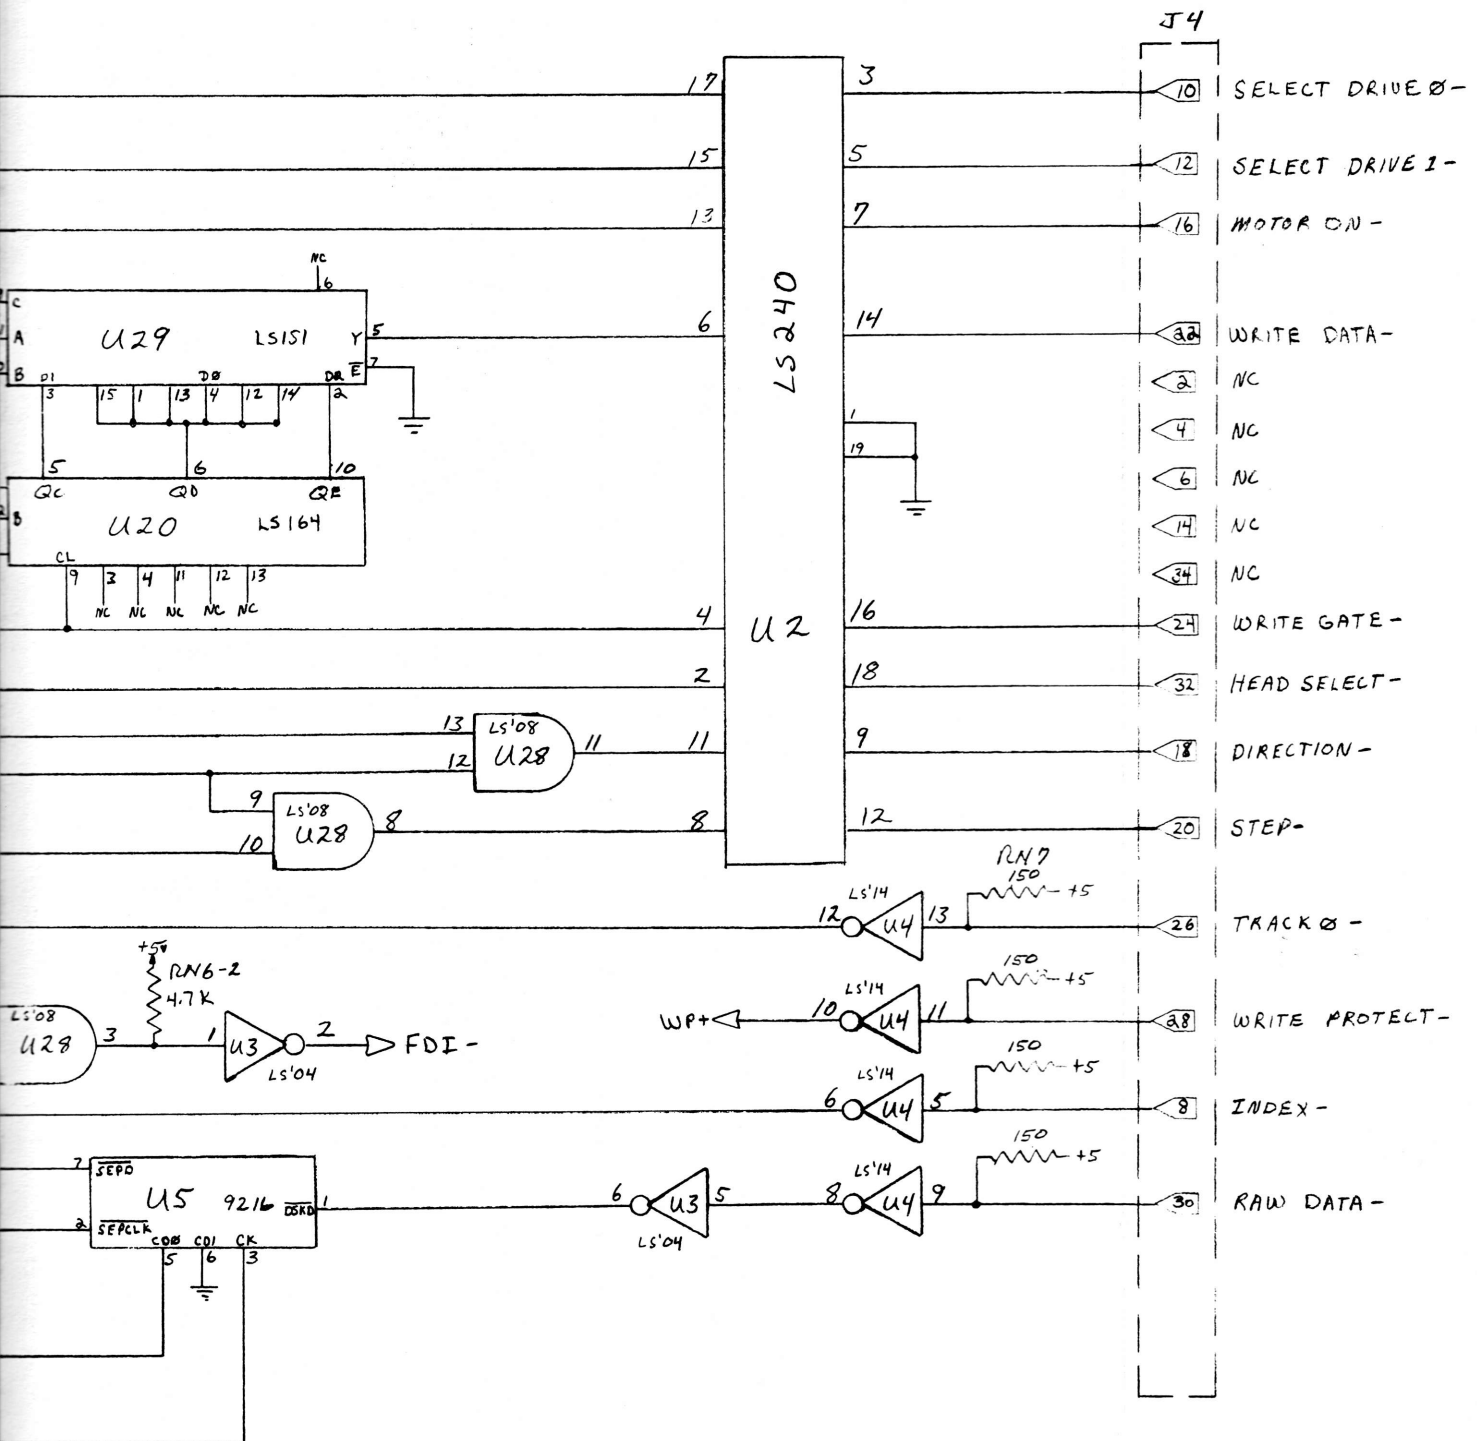 J4
17 3 10 SELECT DRIVE Ø-
15 5 12 SELECT DRIVE 1-
13 7 16 MOTOR ON-
NC
6
C
A U29 LS151 Y 5
6 14 22 WRITE DATA-
B D1 DØ D2 E 7
3 15 1 13 4 12 14 2
LS240
2 NC
1
4 NC
19
5 6 10
QC QD QE
6 NC
B U20 LS164
14 NC
CL
9 3 4 11 12 13
34 NC
NC NC NC NC NC
4 U2 16 24 WRITE GATE-
2 18 32 HEAD SELECT-
13 LS'08
12 U28 11 11 9 18 DIRECTION-
9 LS'08
10 U28 8 8 12 20 STEP-
RN7
150
+5
LS'14
12 U4 13 26 TRACK Ø-
+5v
RN6-2
4.7K
150
+5
LS'14
WP+ 10 U4 11 28 WRITE PROTECT-
LS'08
U28 3 1 U3 2 FDI-
LS'04
150
+5
LS'14
6 U4 5 8 INDEX-
150
+5
LS'14
7 SEPD
U5 9216 DSKD 1 6 U3 5 8 U4 9 30 RAW DATA-
LS'04
2 SEPCLK
CDØ CD1 CK
5 6 3